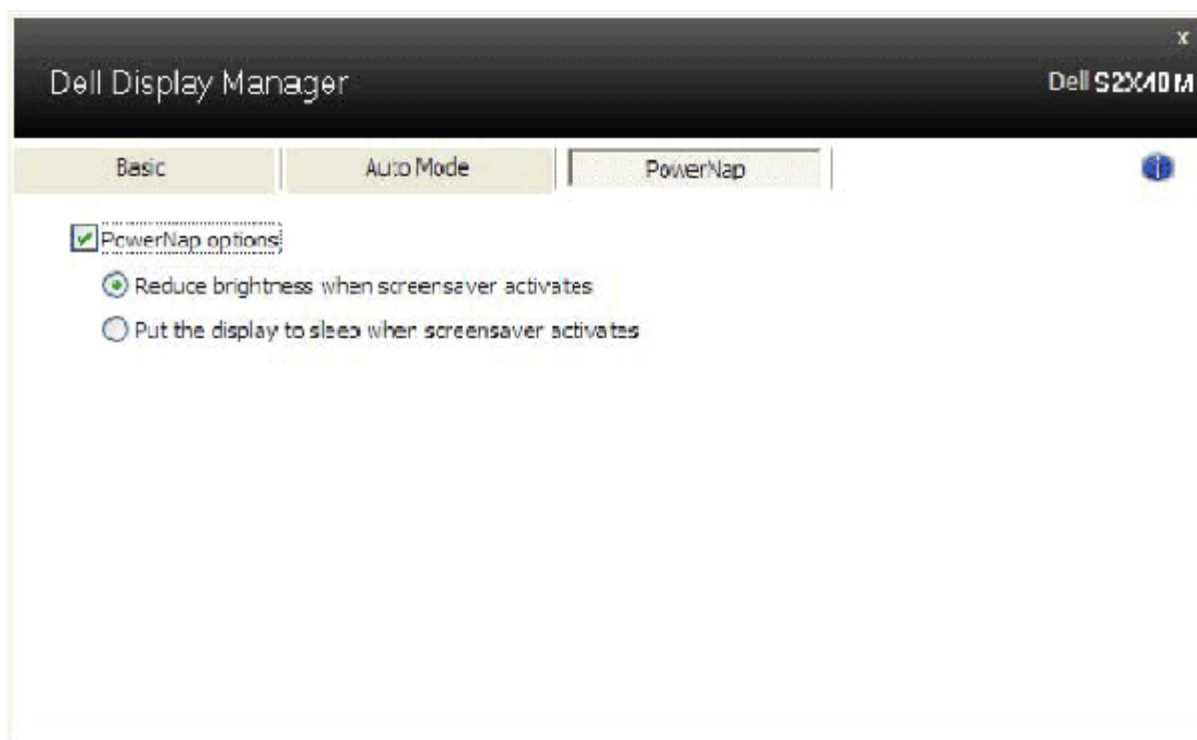 x
Dell Display Manager
Dell S2X40M
Basic
Auto Mode
PowerNap
PowerNap options
Reduce brightness when screensaver activates
Put the display to sleep when screensaver activates